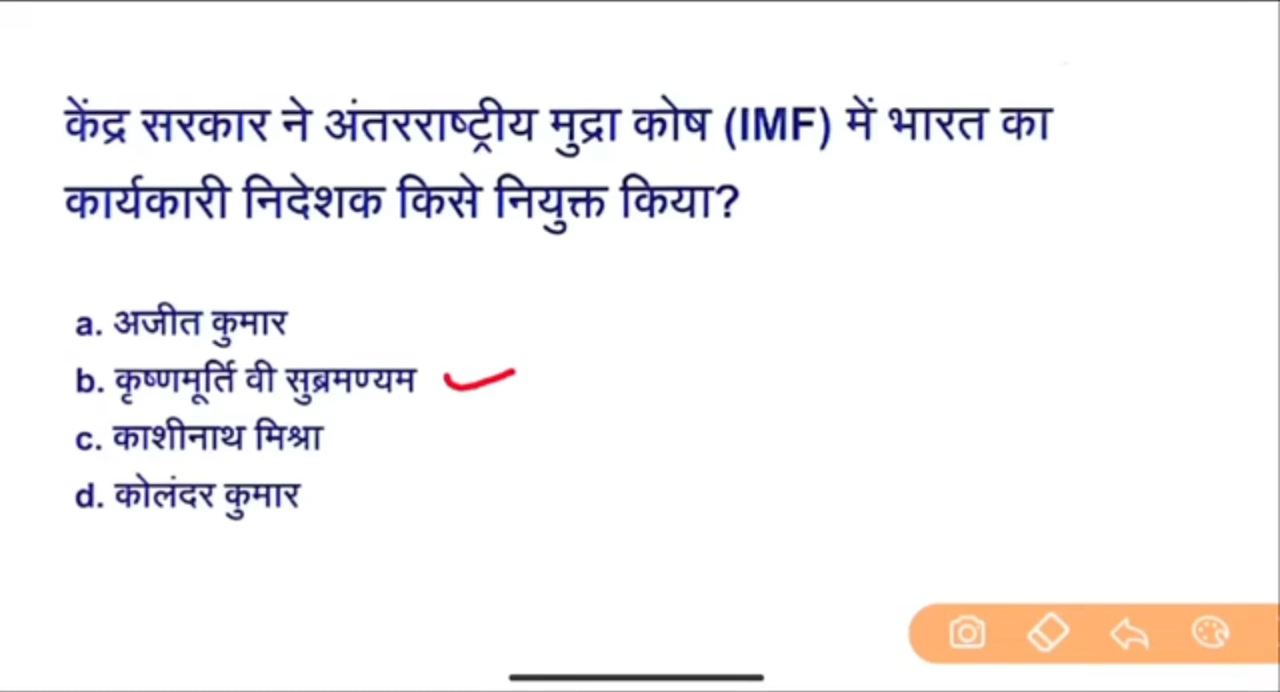 केंद्र सरकार ने अंतरराष्ट्रीय मुद्रा कोष (IMF) में भारत का
कार्यकारी निदेशक किसे नियुक्त किया?
a. अजीत कुमार
b. कृष्णमूर्ति वी सुब्रमण्यम
c. काशीनाथ मिश्रा
d. कोलंदर कुमार